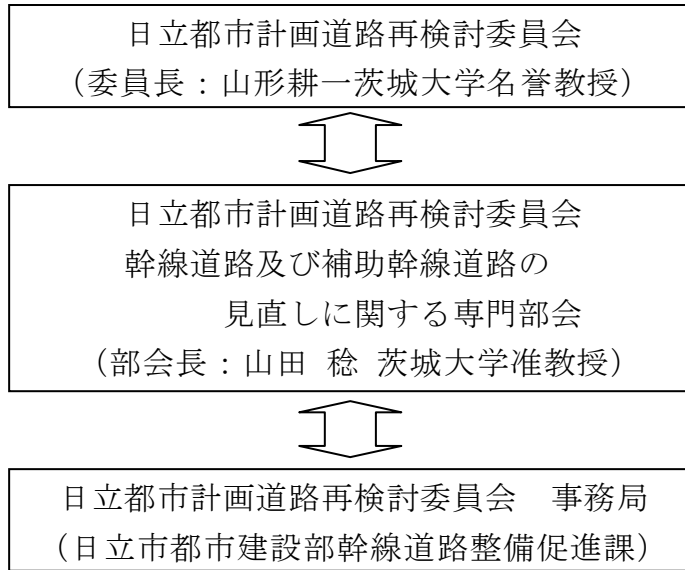 日立都市計画道路再検討委員会
（委員長：山形耕一茨城大学名誉教授）
日立都市計画道路再検討委員会
幹線道路及び補助幹線道路の
見直しに関する専門部会
（部会長：山田 稔 茨城大学准教授）
日立都市計画道路再検討委員会　事務局
（日立市都市建設部幹線道路整備促進課）